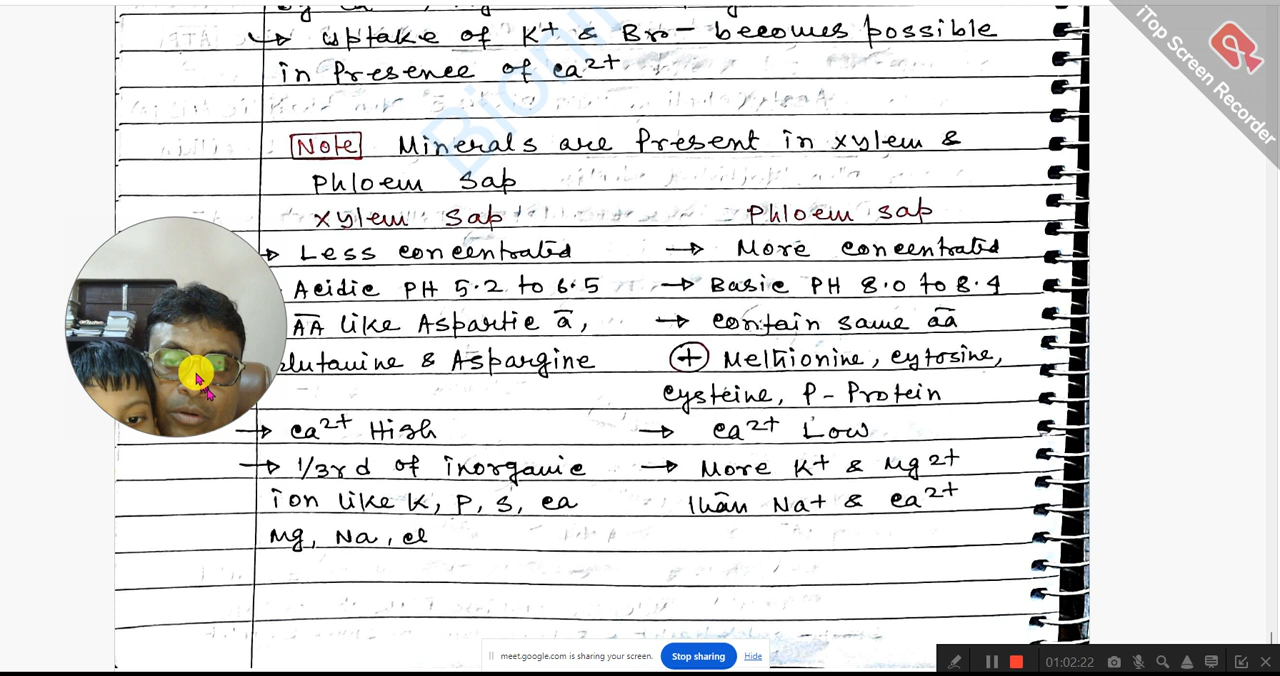 uptake of K+ & Br- becomes possible
in Presence of ca2+
Note Minerals are Present in xylem &
Phloem sap
xylem sap Phloem sap
→ Less concentrated → More concentrated
Acidic PH 5.2 to 6.5 → Basic PH 8.0 to 8.4
AA like Aspartic a, → contain same aa
glutamine & Aspargine (+) Methionine, cytosine,
cysteine, P-Protein
→ ca2+ High → ca2+ Low
→ 1/3rd of inorganic → More K+ & Mg2+
ion like K, P, S, ca than Na+ & ca2+
Mg, Na, cl
iTop Screen Recorder
meet.google.com is sharing your screen. Stop sharing Hide
01:02:22